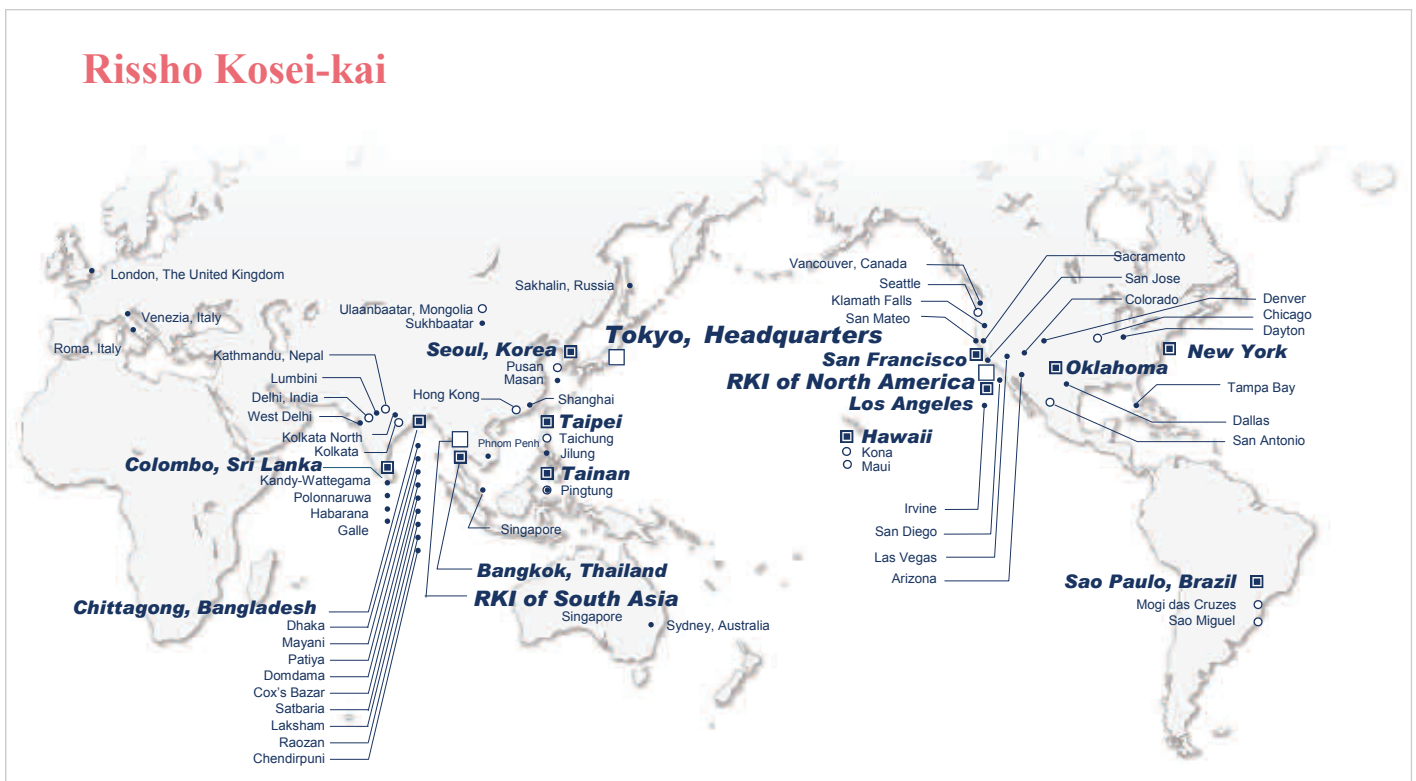 Rissho Kosei-kai
London, The United Kingdom
Venezia, Italy
Roma, Italy
Ulaanbaatar, Mongolia
Sukhbaatar
Sakhalin, Russia
Tokyo, Headquarters
Seoul, Korea
Pusan
Masan
Kathmandu, Nepal
Lumbini
Delhi, India
West Delhi
Kolkata North
Kolkata
Hong Kong
Shanghai
Taipei
Taichung
Jilung
Tainan
Pingtung
Phnom Penh
Colombo, Sri Lanka
Kandy-Wattegama
Polonnaruwa
Habarana
Galle
Singapore
Bangkok, Thailand
RKI of South Asia
Singapore
Sydney, Australia
Chittagong, Bangladesh
Dhaka
Mayani
Patiya
Domdama
Cox's Bazar
Satbaria
Laksham
Raozan
Chendirpuni
Vancouver, Canada
Seattle
Klamath Falls
San Mateo
San Francisco
RKI of North America
Los Angeles
Hawaii
Kona
Maui
Sacramento
San Jose
Colorado
Denver
Chicago
Dayton
New York
Oklahoma
Tampa Bay
Dallas
San Antonio
Irvine
San Diego
Las Vegas
Arizona
Sao Paulo, Brazil
Mogi das Cruzes
Sao Miguel